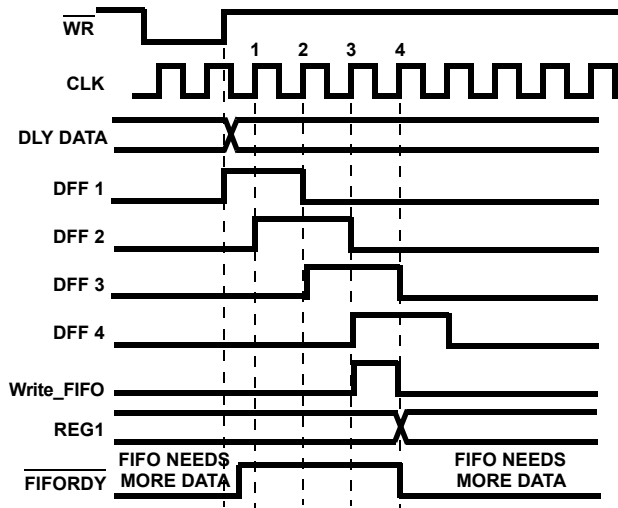 WR
1 2 3 4
CLK
DLY DATA
DFF 1
DFF 2
DFF 3
DFF 4
Write_FIFO
REG1
FIFO NEEDS
MORE DATA
FIFO NEEDS
MORE DATA
FIFORDY